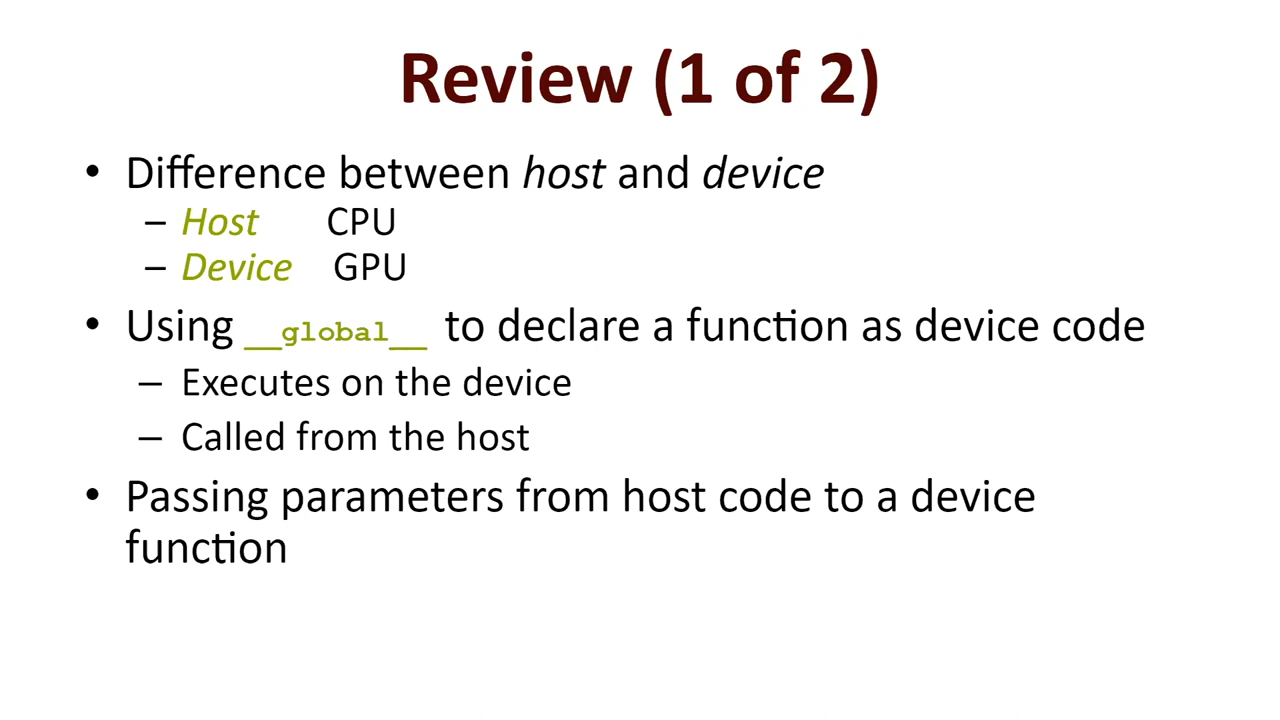 Review (1 of 2)
• Difference between host and device
– Host CPU
– Device GPU
• Using __global__ to declare a function as device code
– Executes on the device
– Called from the host
• Passing parameters from host code to a device
function